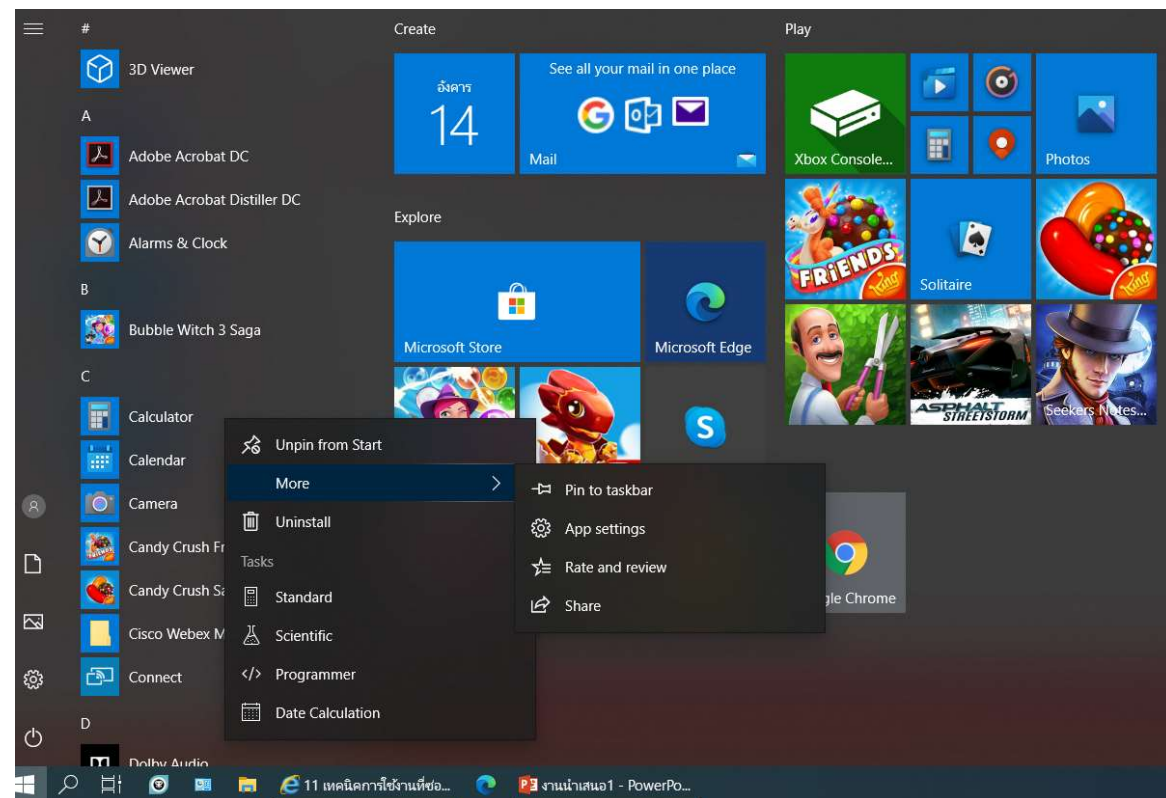 #
3D Viewer
A
Adobe Acrobat DC
Adobe Acrobat Distiller DC
Alarms & Clock
B
Bubble Witch 3 Saga
C
Calculator
Calendar
Camera
Candy Crush Fr
Candy Crush Sa
Cisco Webex M
Connect
D
Dolby Audio
Unpin from Start
More
Uninstall
Tasks
Standard
Scientific
Programmer
Date Calculation
Pin to taskbar
App settings
Rate and review
Share
Create
อังคาร
14
See all your mail in one place
Mail
Explore
Microsoft Store
Microsoft Edge
Play
Xbox Console...
Photos
FRIENDS
King
Solitaire
King
ASPHALT
STREETSTORM
Seekers Notes...
gle Chrome
11 เทคนิคการใช้งานที่ซ่อ...
งานนำเสนอ1 - PowerPo...